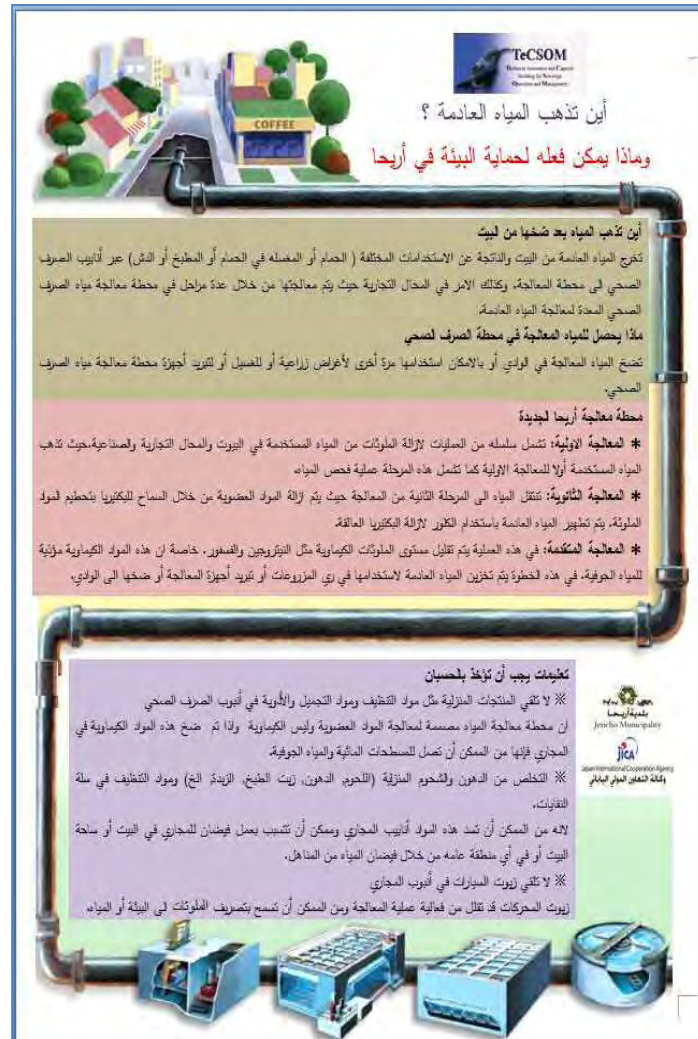 TeCSOM
Technical Assistance and Capacity
Building for Sewerage
Operation and Management
أين تذهب المياه العادمة ؟
وماذا يمكن فعله لحماية البيئة في أريحا
COFFEE
أين تذهب المياه بعد ضخها من البيت
تخرج المياه العادمة من البيت والناتجة عن الاستخدامات المختلفة ( الحمام أو المغسله في الحمام أو المطبخ أو الدش) عبر أنابيب الصرف
الصحي الى محطة المعالجة، وكذلك الامر في المحال التجارية حيث يتم معالجتها من خلال عدة مراحل في محطة معالجة مياه الصرف
الصحي المعدة لمعالجة المياه العادمة.
ماذا يحصل للمياه المعالجة في محطة الصرف الصحي
تضخ المياه المعالجة في الوادي أو بالامكان استخدامها مرة أخرى لأغراض زراعية أو للغسيل أو لتبريد أجهزة محطة معالجة مياه الصرف
الصحي.
محطة معالجة أريحا الجديدة
* المعالجة الاولية: تشمل سلسله من العمليات لازالة الملوثات من المياه المستخدمة في البيوت والمحال التجارية والصناعية،حيث تذهب
المياه المستخدمة أولا للمعالجة الاولية كما تشمل هذه المرحلة عملية فحص المياه.
* المعالجة الثانوية: تنتقل المياه الى المرحلة الثانية من المعالجة حيث يتم ازالة المواد العضوية من خلال السماح للبكتيريا بتحطيم المواد
الملوثة، يتم تطهير المياه العادمة باستخدام الكلور لازالة البكتيريا العالقة.
* المعالجة المتقدمة: في هذه العملية يتم تقليل مستوى الملوثات الكيماوية مثل النيتروجين والفسفور، خاصة ان هذه المواد الكيماوية مؤذية
للمياه الجوفية، في هذه الخطوة يتم تخزين المياه العادمة لاستخدامها في ري المزروعات أو تبريد أجهزة المعالجة أو ضخها الى الوادي.
تعليمات يجب أن تؤخذ بالحسبان
※ لا تلقي المنتجات المنزلية مثل مواد التنظيف ومواد التجميل والأدوية في أنبوب الصرف الصحي
ان محطة معالجة المياه مصممة لمعالجة المواد العضوية وليس الكيماوية واذا تم ضخ هذه المواد الكيماوية في
المجاري فإنها من الممكن أن تصل للمسطحات المائية والمياه الجوفية.
※ التخلص من الدهون والشحوم المنزلية (اللحوم, الدهون, زيت الطبخ, الزبدة, الخ) ومواد التنظيف في سلة
النفايات.
لانه من الممكن أن تسد هذه المواد أنابيب المجاري وممكن أن تتسبب بعمل فيضان للمجاري في البيت أو ساحة
البيت أو في أي منطقة عامه من خلال فيضان المياه من المناهل.
※ لا تلقي زيوت السيارات في أنبوب المجاري
زيوت المحركات قد تقلل من فعالية عملية المعالجة ومن الممكن أن تسمح بتصريف الملوثات الى البيئة أو المياه.
بلدية أريحا
Jericho Municipality
JICA
Japan International Cooperation Agency
وكالة التعاون الدولي الياباني